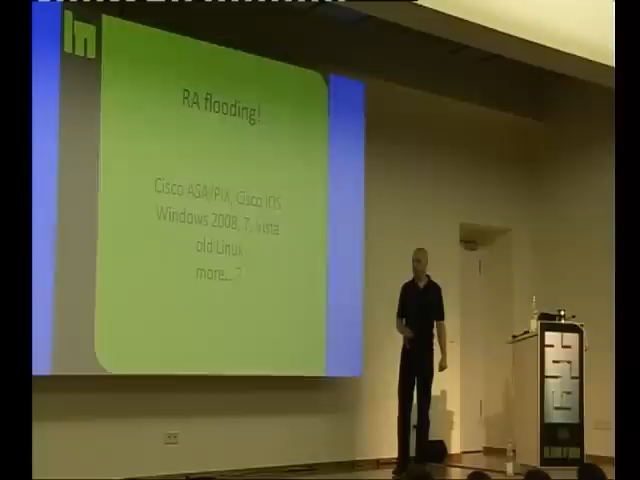 RA flooding!
Cisco ASA/PIX, Cisco IOS
Windows 2008, 7, Vista
old Linux
more... ?